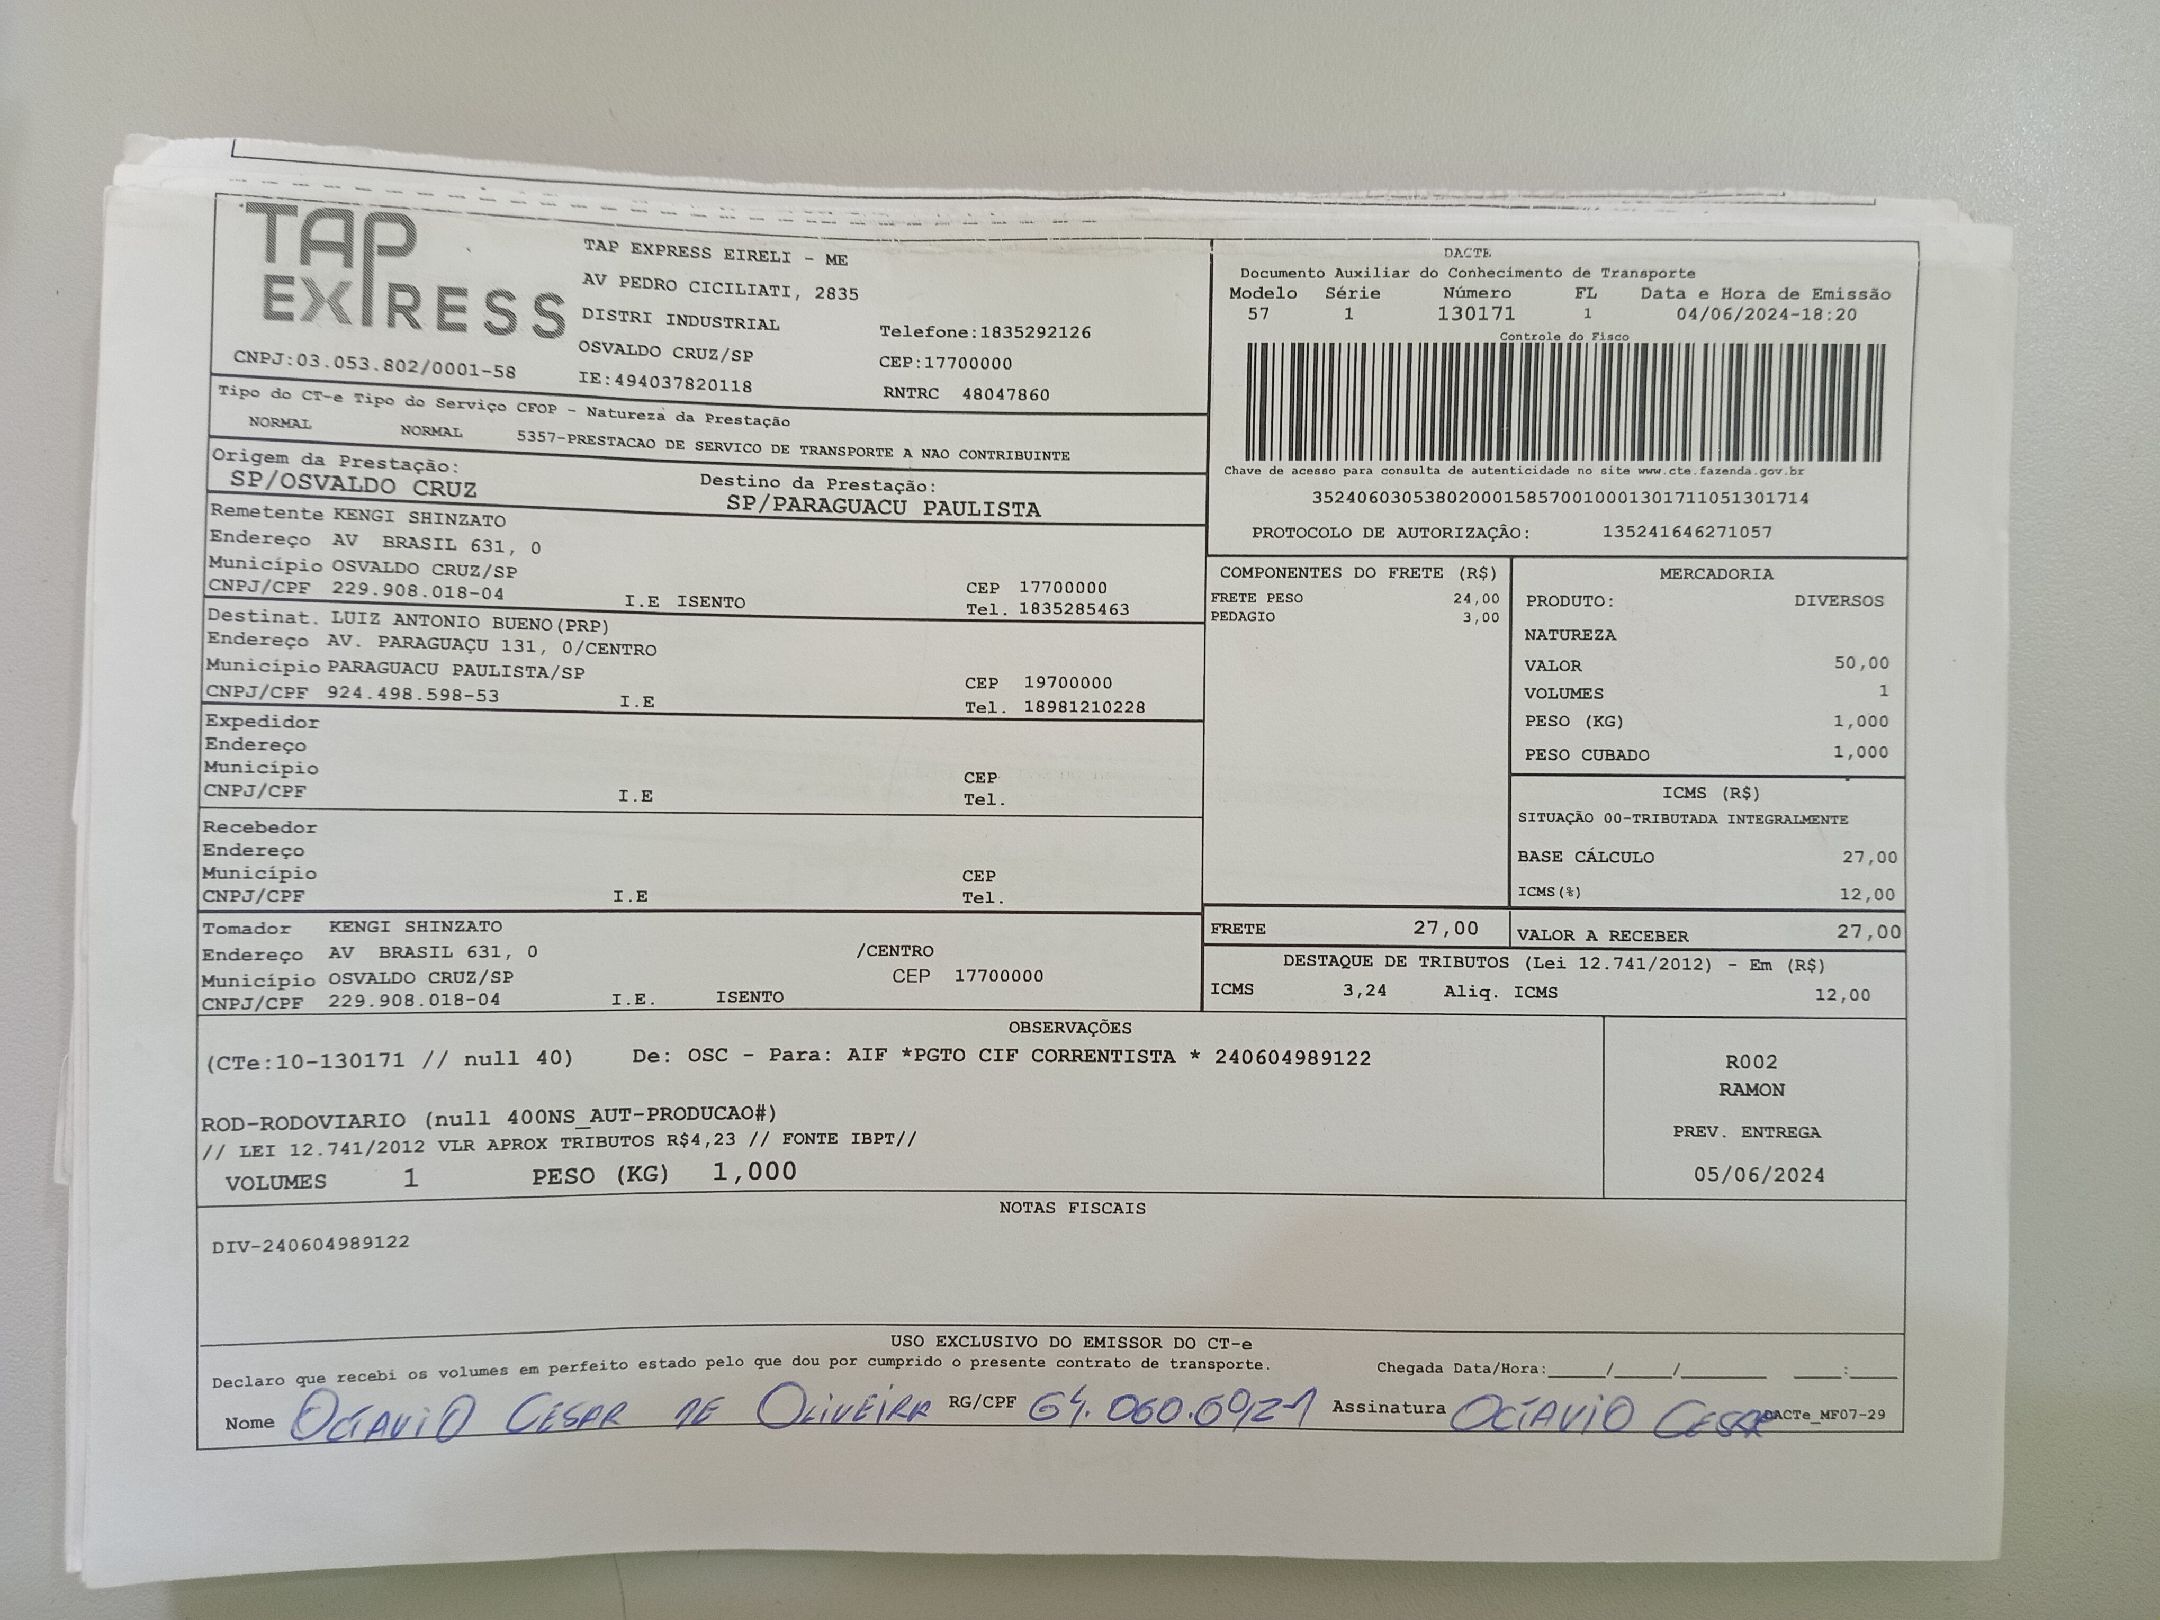 TAP
EXPRESS
CNPJ:03.053.802/0001-58
TAP EXPRESS EIRELI - ME
AV PEDRO CICILIATI, 2835
DISTRI INDUSTRIAL
OSVALDO CRUZ/SP
IE:494037820118
Telefone:1835292126
CEP:17700000
RNTRC 48047860
DACTE
Documento Auxiliar do Conhecimento de Transporte
Modelo Série Número FL Data e Hora de Emissão
57 1 130171 1 04/06/2024-18:20
Controle do Fisco
Chave de acesso para consulta de autenticidade no site www.cte.fazenda.gov.br
35240603053802000158570010001301711051301714
PROTOCOLO DE AUTORIZAÇÃO: 135241646271057
Tipo do CT-e Tipo do Serviço CFOP - Natureza da Prestação
NORMAL NORMAL 5357-PRESTACAO DE SERVICO DE TRANSPORTE A NAO CONTRIBUINTE
Origem da Prestação:
SP/OSVALDO CRUZ
Destino da Prestação:
SP/PARAGUACU PAULISTA
Remetente KENGI SHINZATO
Endereço AV BRASIL 631, 0
Município OSVALDO CRUZ/SP CEP 17700000
CNPJ/CPF 229.908.018-04 I.E ISENTO Tel. 1835285463
Destinat. LUIZ ANTONIO BUENO(PRP)
Endereço AV. PARAGUAÇU 131, 0/CENTRO
Município PARAGUACU PAULISTA/SP CEP 19700000
CNPJ/CPF 924.498.598-53 I.E Tel. 18981210228
Expedidor
Endereço
Município CEP
CNPJ/CPF I.E Tel.
Recebedor
Endereço
Município CEP
CNPJ/CPF I.E Tel.
Tomador KENGI SHINZATO
Endereço AV BRASIL 631, 0 /CENTRO
Município OSVALDO CRUZ/SP CEP 17700000
CNPJ/CPF 229.908.018-04 I.E. ISENTO
COMPONENTES DO FRETE (R$)
FRETE PESO 24,00
PEDAGIO 3,00
MERCADORIA
PRODUTO: DIVERSOS
NATUREZA
VALOR 50,00
VOLUMES 1
PESO (KG) 1,000
PESO CUBADO 1,000
ICMS (R$)
SITUAÇÃO 00-TRIBUTADA INTEGRALMENTE
BASE CÁLCULO 27,00
ICMS(%) 12,00
FRETE 27,00 VALOR A RECEBER 27,00
DESTAQUE DE TRIBUTOS (Lei 12.741/2012) - Em (R$)
ICMS 3,24 Aliq. ICMS 12,00
OBSERVAÇÕES
(CTe:10-130171 // null 40) De: OSC - Para: AIF *PGTO CIF CORRENTISTA * 240604989122
ROD-RODOVIARIO (null 400NS_AUT-PRODUCAO#)
// LEI 12.741/2012 VLR APROX TRIBUTOS R$4,23 // FONTE IBPT//
VOLUMES 1 PESO (KG) 1,000
R002
RAMON
PREV. ENTREGA
05/06/2024
NOTAS FISCAIS
DIV-240604989122
USO EXCLUSIVO DO EMISSOR DO CT-e
Declaro que recebi os volumes em perfeito estado pelo que dou por cumprido o presente contrato de transporte. Chegada Data/Hora:____/____/______ ___:___
Nome OCTAVIO CESAR DE OLIVEIRA RG/CPF Assinatura OCTAVIO CESAR DACTe_MF07-29